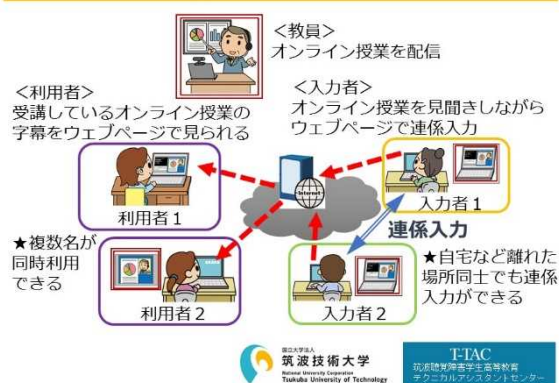 <教員>
オンライン授業を配信
<利用者>
受講しているオンライン授業の
字幕をウェブページで見られる
<入力者>
オンライン授業を見聞きしながら
ウェブページで連係入力
Internet
利用者1
入力者1
連係入力
★複数名が
同時利用
できる
利用者2
入力者2
★自宅など離れた
場所同士でも連係
入力ができる
国立大学法人
筑波技術大学
National University Corporation
Tsukuba University of Technology
T-TAC
筑波聴覚障害学生高等教育
テクニカルアシスタントセンター